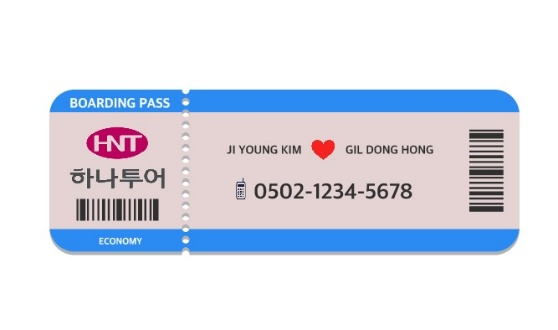 BOARDING PASS
HNT
하나투어
ECONOMY
JI YOUNG KIM GIL DONG HONG
0502-1234-5678